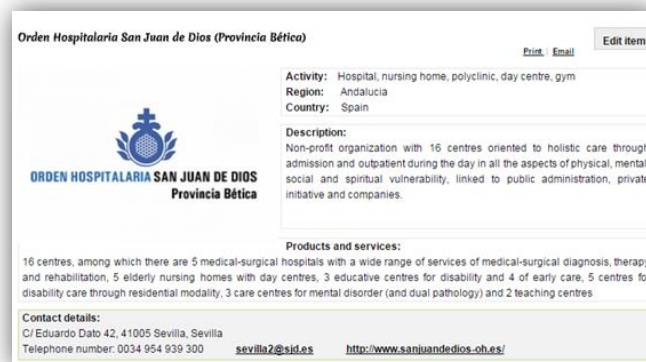 Orden Hospitalaria San Juan de Dios (Provincia Bética)
Edit item
Print | Email
Activity: Hospital, nursing home, polyclinic, day centre, gym
Region: Andalucia
Country: Spain
ORDEN HOSPITALARIA SAN JUAN DE DIOS
Provincia Bética
Description:
Non-profit organization with 16 centres oriented to holistic care through
admission and outpatient during the day in all the aspects of physical, mental
social and spiritual vulnerability, linked to public administration, private
initiative and companies.
Products and services:
16 centres, among which there are 5 medical-surgical hospitals with a wide range of services of medical-surgical diagnosis, therapy
and rehabilitation, 5 elderly nursing homes with day centres, 3 educative centres for disability and 4 of early care, 5 centres fo
disability care through residential modality, 3 care centres for mental disorder (and dual pathology) and 2 teaching centres
Contact details:
C/ Eduardo Dato 42, 41005 Sevilla, Sevilla
Telephone number: 0034 954 939 300 sevilla2@sjd.es http://www.sanjuandedios-oh.es/